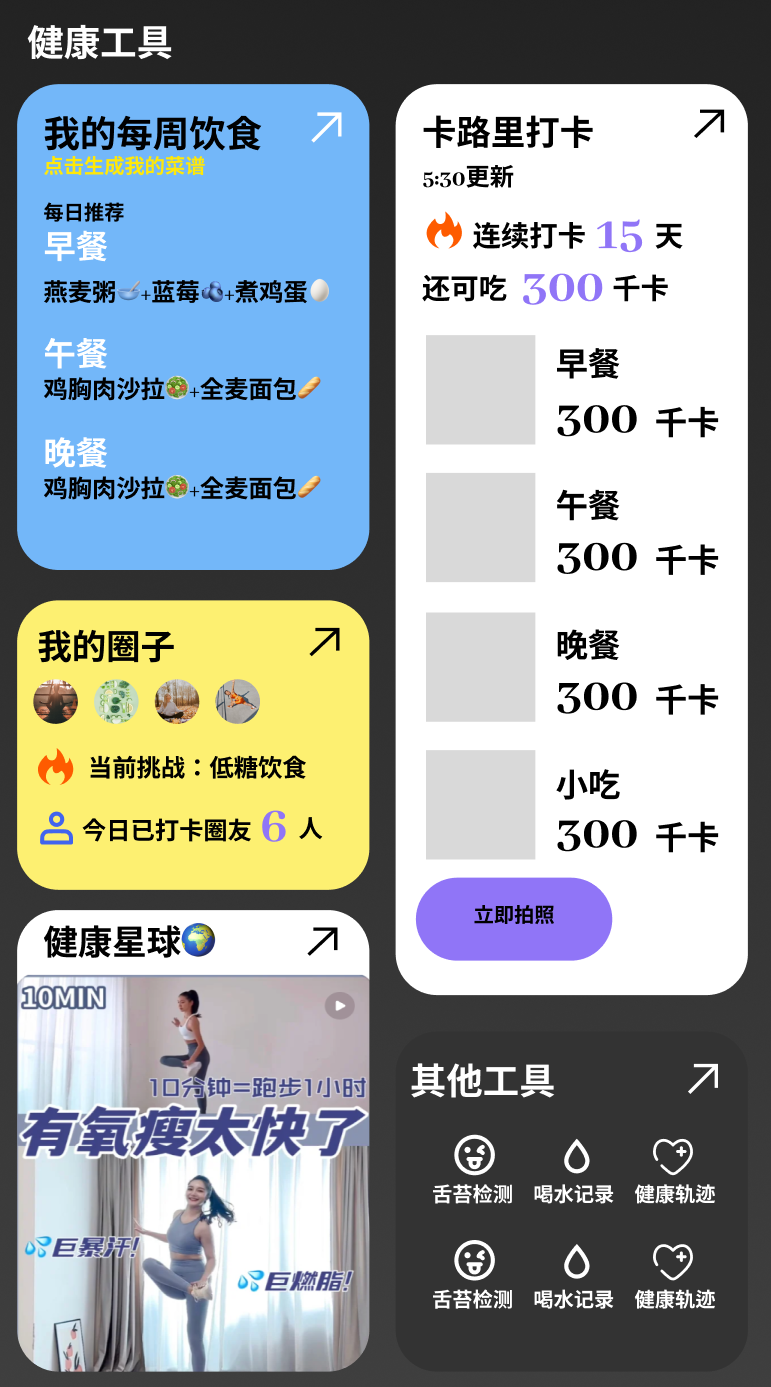 健康工具
我的每周饮食
点击生成我的菜谱
每日推荐
早餐
燕麦粥🥣+蓝莓🫐+煮鸡蛋🥚
午餐
鸡胸肉沙拉🥗+全麦面包🥖
晚餐
鸡胸肉沙拉🥗+全麦面包🥖
我的圈子
当前挑战：低糖饮食
今日已打卡圈友 6 人
健康星球🌍
10MIN
10分钟=跑步1小时
有氧瘦太快了
💦巨暴汗!
💦巨燃脂!
卡路里打卡
5:30更新
连续打卡 15 天
还可吃 300 千卡
早餐
300 千卡
午餐
300 千卡
晚餐
300 千卡
小吃
300 千卡
立即拍照
其他工具
舌苔检测 喝水记录 健康轨迹
舌苔检测 喝水记录 健康轨迹